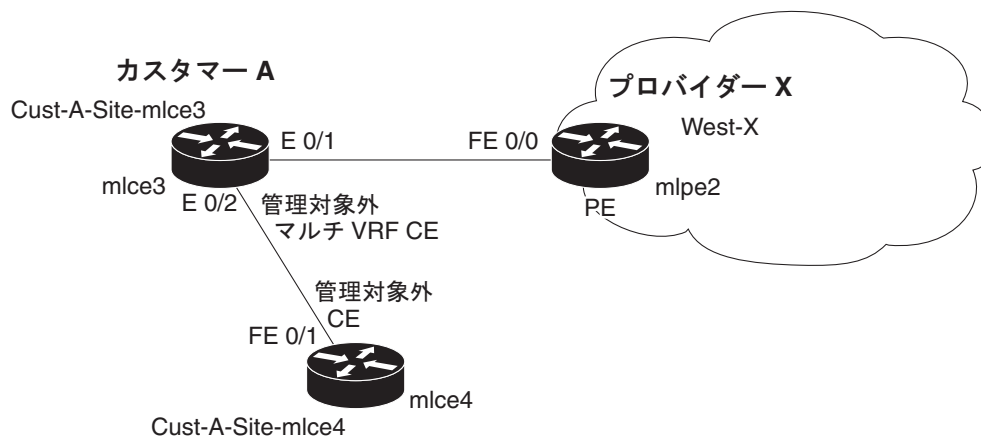 カスタマー A
Cust-A-Site-mlce3
E 0/1
mlce3
E 0/2
管理対象外
マルチ VRF CE
管理対象外
CE
FE 0/1
mlce4
Cust-A-Site-mlce4
プロバイダー X
West-X
FE 0/0
mlpe2
PE